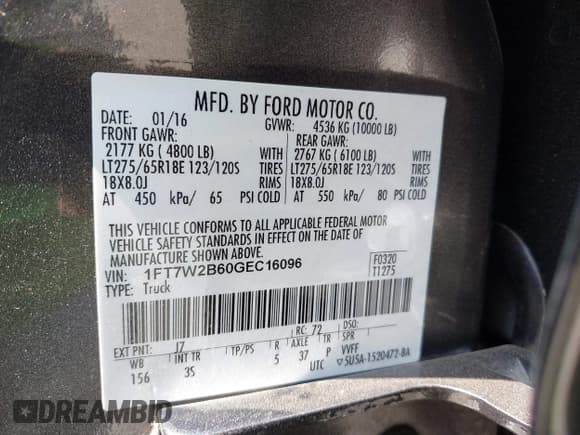 MFD. BY FORD MOTOR CO.
DATE: 01/16 GVWR: 4536 KG (10000 LB)
FRONT GAWR: REAR GAWR:
2177 KG ( 4800 LB) WITH 2767 KG ( 6100 LB) WITH
LT275/65R18E 123/120S TIRES LT275/65R18E 123/120S TIRES
18X8.0J RIMS 18X8.0J RIMS
AT 450 kPa/ 65 PSI COLD AT 550 kPa/ 80 PSI COLD
THIS VEHICLE CONFORMS TO ALL APPLICABLE FEDERAL MOTOR
VEHICLE SAFETY STANDARDS IN EFFECT ON THE DATE OF
MANUFACTURE SHOWN ABOVE.
VIN: 1FT7W2B60GEC16096 F0320
TYPE: Truck T1275
RC: 72 DSO:
EXT PNT: J7
WB INT TR TP/PS R AXLE TR SPR
156 3S 5 37 P VVFF
UTC ▽5U5A-1520472-BA
DREAMBID